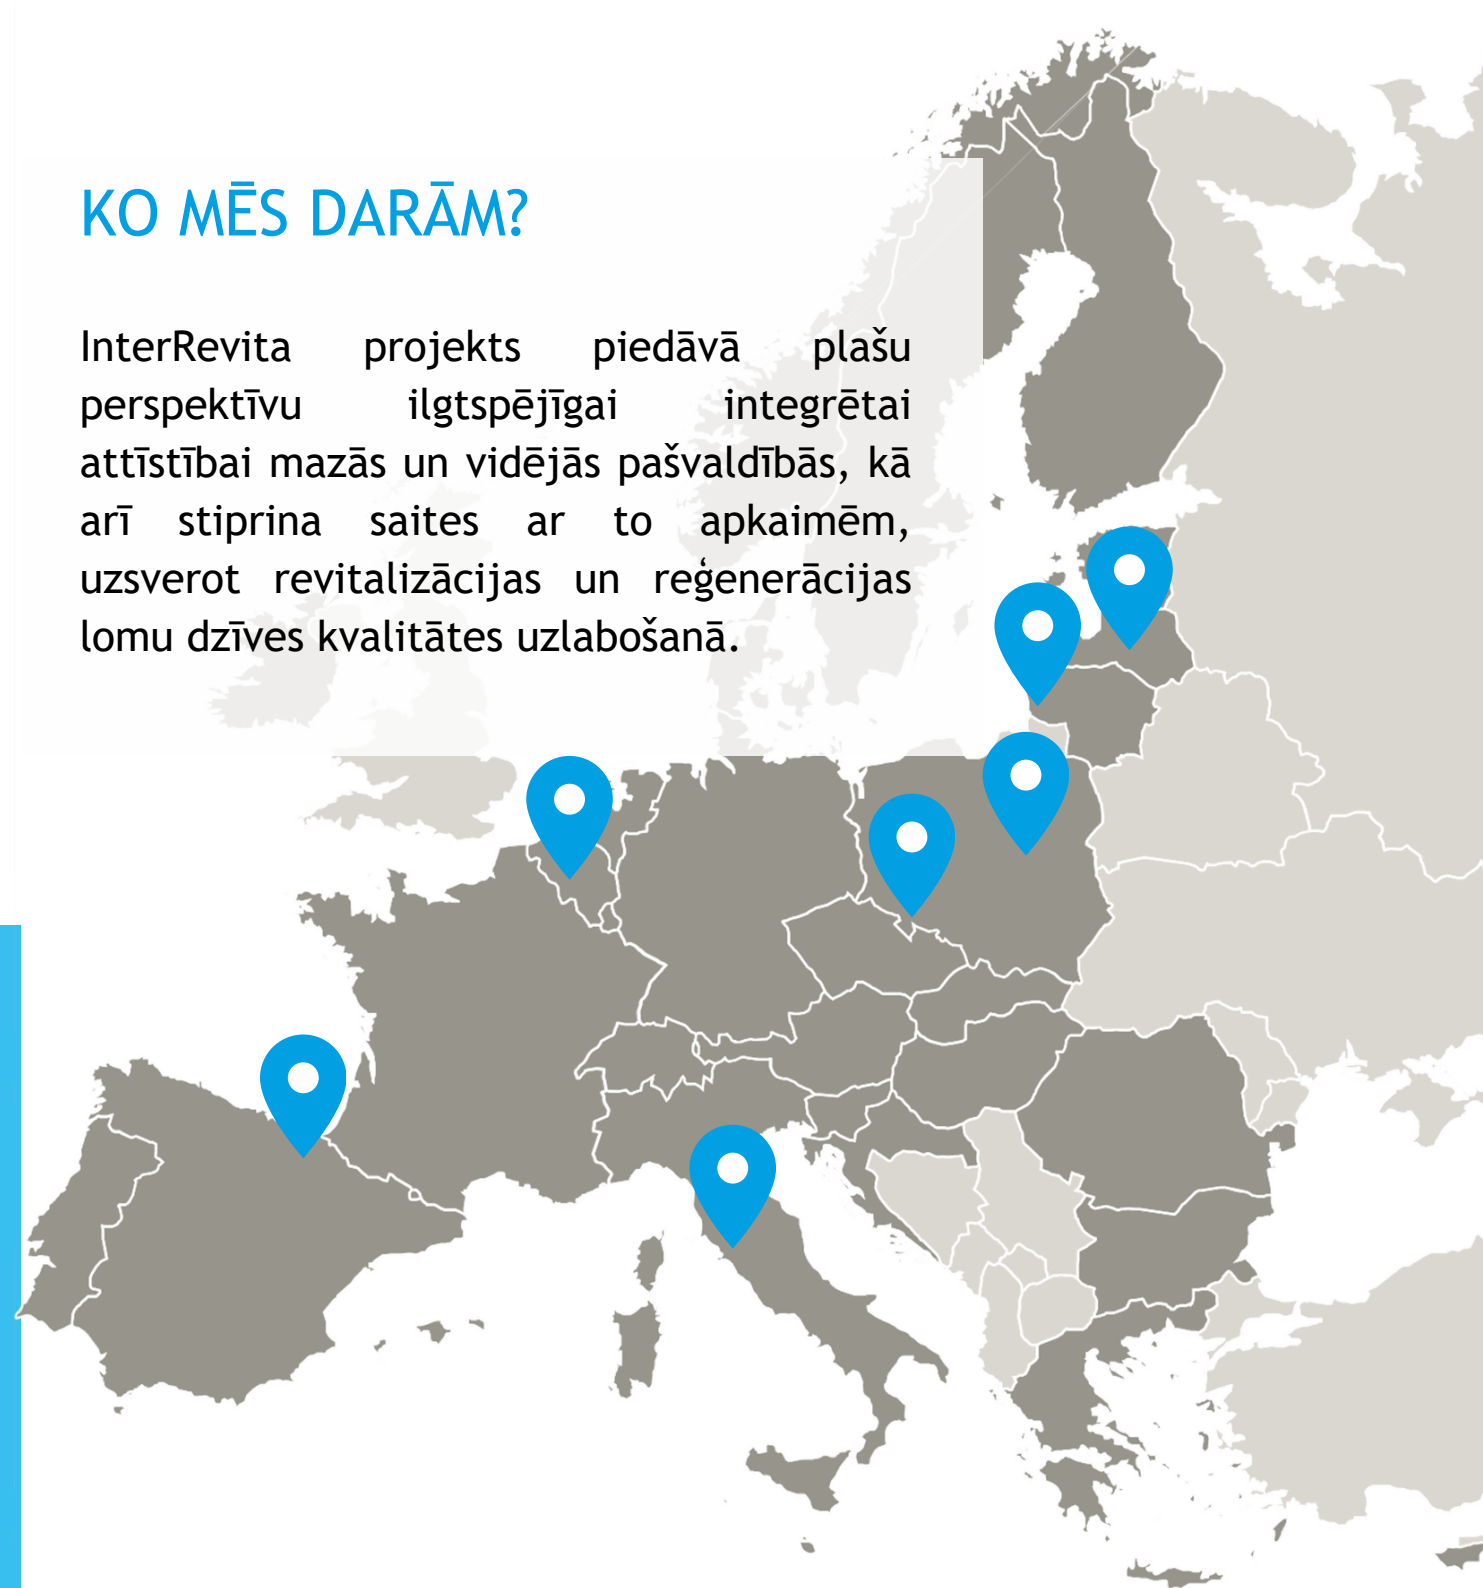 KO MĒS DARĀM?
InterRevita projekts piedāvā plašu
perspektīvu ilgtspējīgai integrētai
attīstībai mazās un vidējās pašvaldībās, kā
arī stiprina saites ar to apkaimēm,
uzsverot revitalizācijas un reģenerācijas
lomu dzīves kvalitātes uzlabošanā.